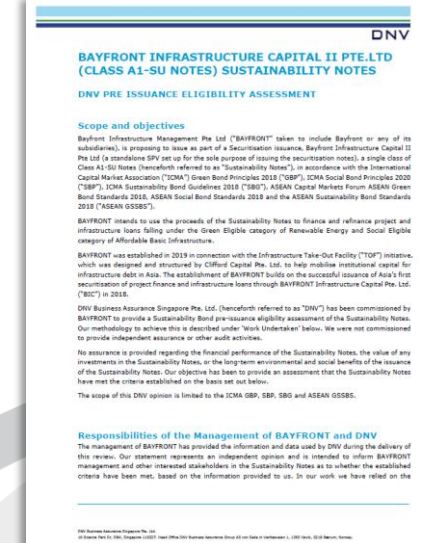 DNV
BAYFRONT INFRASTRUCTURE CAPITAL II PTE.LTD
(CLASS A1-SU NOTES) SUSTAINABILITY NOTES
DNV PRE ISSUANCE ELIGIBILITY ASSESSMENT
Scope and objectives
Bayfront Infrastructure Management Pte Ltd ("BAYFRONT" taken to include Bayfront or any of its
subsidiaries), is proposing to issue as part of a Securitisation issuance, Bayfront Infrastructure Capital II
Pte Ltd (a standalone SPV set up for the sole purpose of issuing the securitisation notes), a single class of
Class A1-SU Notes (henceforth referred to as "Sustainability Notes"), in accordance with the International
Capital Market Association ("ICMA") Green Bond Principles 2018 ("GBP"), ICMA Social Bond Principles 2020
("SBP"), ICMA Sustainability Bond Guidelines 2018 ("SBG"), ASEAN Capital Markets Forum ASEAN Green
Bond Standards 2018, ASEAN Social Bond Standards 2018 and the ASEAN Sustainability Bond Standards
2018 ("ASEAN GSSBS").
BAYFRONT intends to use the proceeds of the Sustainability Notes to finance and refinance project and
infrastructure loans falling under the Green Eligible category of Renewable Energy and Social Eligible
category of Affordable Basic Infrastructure.
BAYFRONT was established in 2019 in connection with the Infrastructure Take-Out Facility ("TOF") initiative,
which was designed and structured by Clifford Capital Pte. Ltd. to help mobilise institutional capital for
infrastructure debt in Asia. The establishment of BAYFRONT builds on the successful issuance of Asia's first
securitisation of project finance and infrastructure loans through BAYFRONT Infrastructure Capital Pte. Ltd.
("BIC") in 2018.
DNV Business Assurance Singapore Pte. Ltd. (henceforth referred to as "DNV") has been commissioned by
BAYFRONT to provide a Sustainability Bond pre-issuance eligibility assessment of the Sustainability Notes.
Our methodology to achieve this is described under 'Work Undertaken' below. We were not commissioned
to provide independent assurance or other audit activities.
No assurance is provided regarding the financial performance of the Sustainability Notes, the value of any
investments in the Sustainability Notes, or the long-term environmental and social benefits of the issuance
of the Sustainability Notes. Our objective has been to provide an assessment that the Sustainability Notes
have met the criteria established on the basis set out below.
The scope of this DNV opinion is limited to the ICMA GBP, SBP, SBG and ASEAN GSSBS.
Responsibilities of the Management of BAYFRONT and DNV
The management of BAYFRONT has provided the information and data used by DNV during the delivery of
this review. Our statement represents an independent opinion and is intended to inform BAYFRONT
management and other interested stakeholders in the Sustainability Notes as to whether the established
criteria have been met, based on the information provided to us. In our work we have relied on the
DNV Business Assurance Singapore Pte. Ltd.